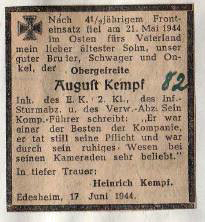 Nach 4¹/₂jährigem Front-
einsatz fiel am 21. Mai 1944
im Osten fürs Vaterland
mein lieber ältester Sohn, unser
guter Bruder, Schwager und On-
kel, der Obergefreite
August Kempf
82
Inh. des E. K. 2. Kl., des Inf.-
Sturmabz. u. des Verw.-Abz. Sein
Komp.-Führer schreibt: „Er war
einer der Besten der Kompanie,
er tat still seine Pflicht und war
durch sein ruhiges Wesen bei
seinen Kameraden sehr beliebt."
In tiefer Trauer:
Heinrich Kempf.
Edesheim, 17 Juni 1944.